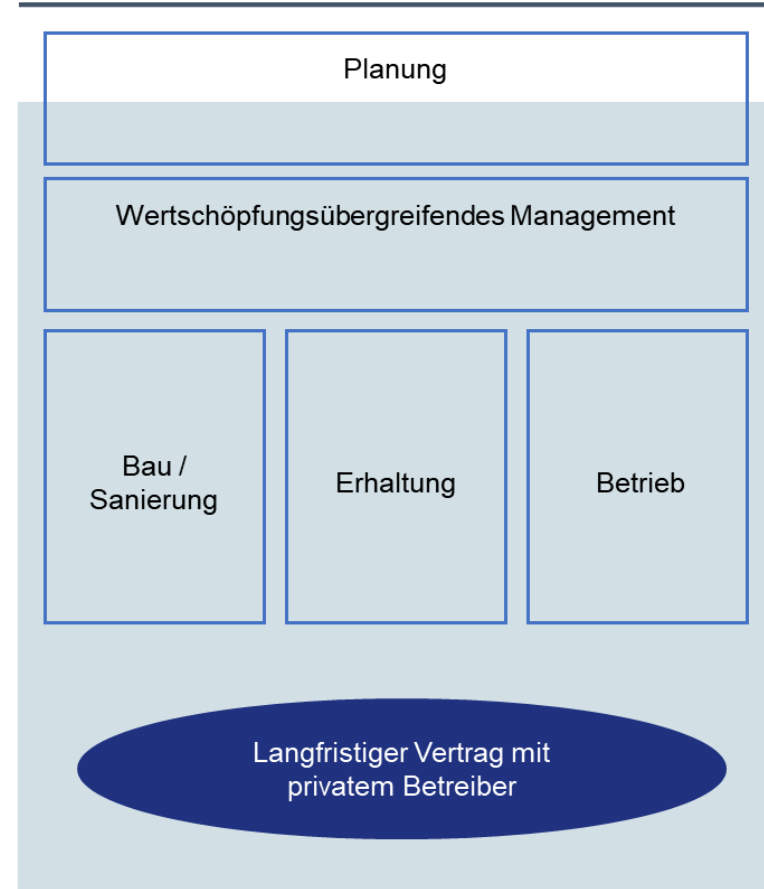 Planung
Wertschöpfungsübergreifendes Management
Bau /
Sanierung
Erhaltung
Betrieb
Langfristiger Vertrag mit
privatem Betreiber